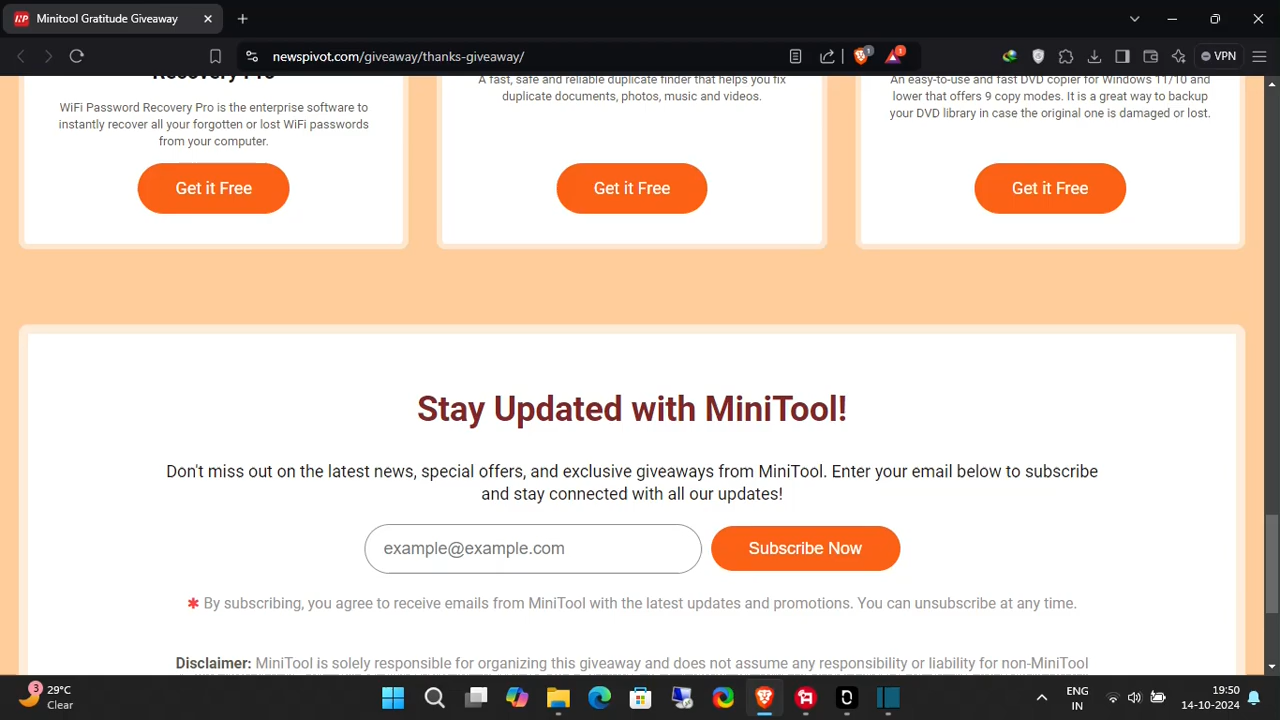 Minitool Gratitude Giveaway
newspivot.com/giveaway/thanks-giveaway/
1
1
VPN
Recovery Pro
WiFi Password Recovery Pro is the enterprise software to
instantly recover all your forgotten or lost WiFi passwords
from your computer.
Get it Free
A fast, safe and reliable duplicate finder that helps you fix
duplicate documents, photos, music and videos.
Get it Free
An easy-to-use and fast DVD copier for Windows 11/10 and
lower that offers 9 copy modes. It is a great way to backup
your DVD library in case the original one is damaged or lost.
Get it Free
Stay Updated with MiniTool!
Don't miss out on the latest news, special offers, and exclusive giveaways from MiniTool. Enter your email below to subscribe
and stay connected with all our updates!
example@example.com
Subscribe Now
✱ By subscribing, you agree to receive emails from MiniTool with the latest updates and promotions. You can unsubscribe at any time.
Disclaimer: MiniTool is solely responsible for organizing this giveaway and does not assume any responsibility or liability for non-MiniTool
3
29°C
Clear
ENG
IN
19:50
14-10-2024